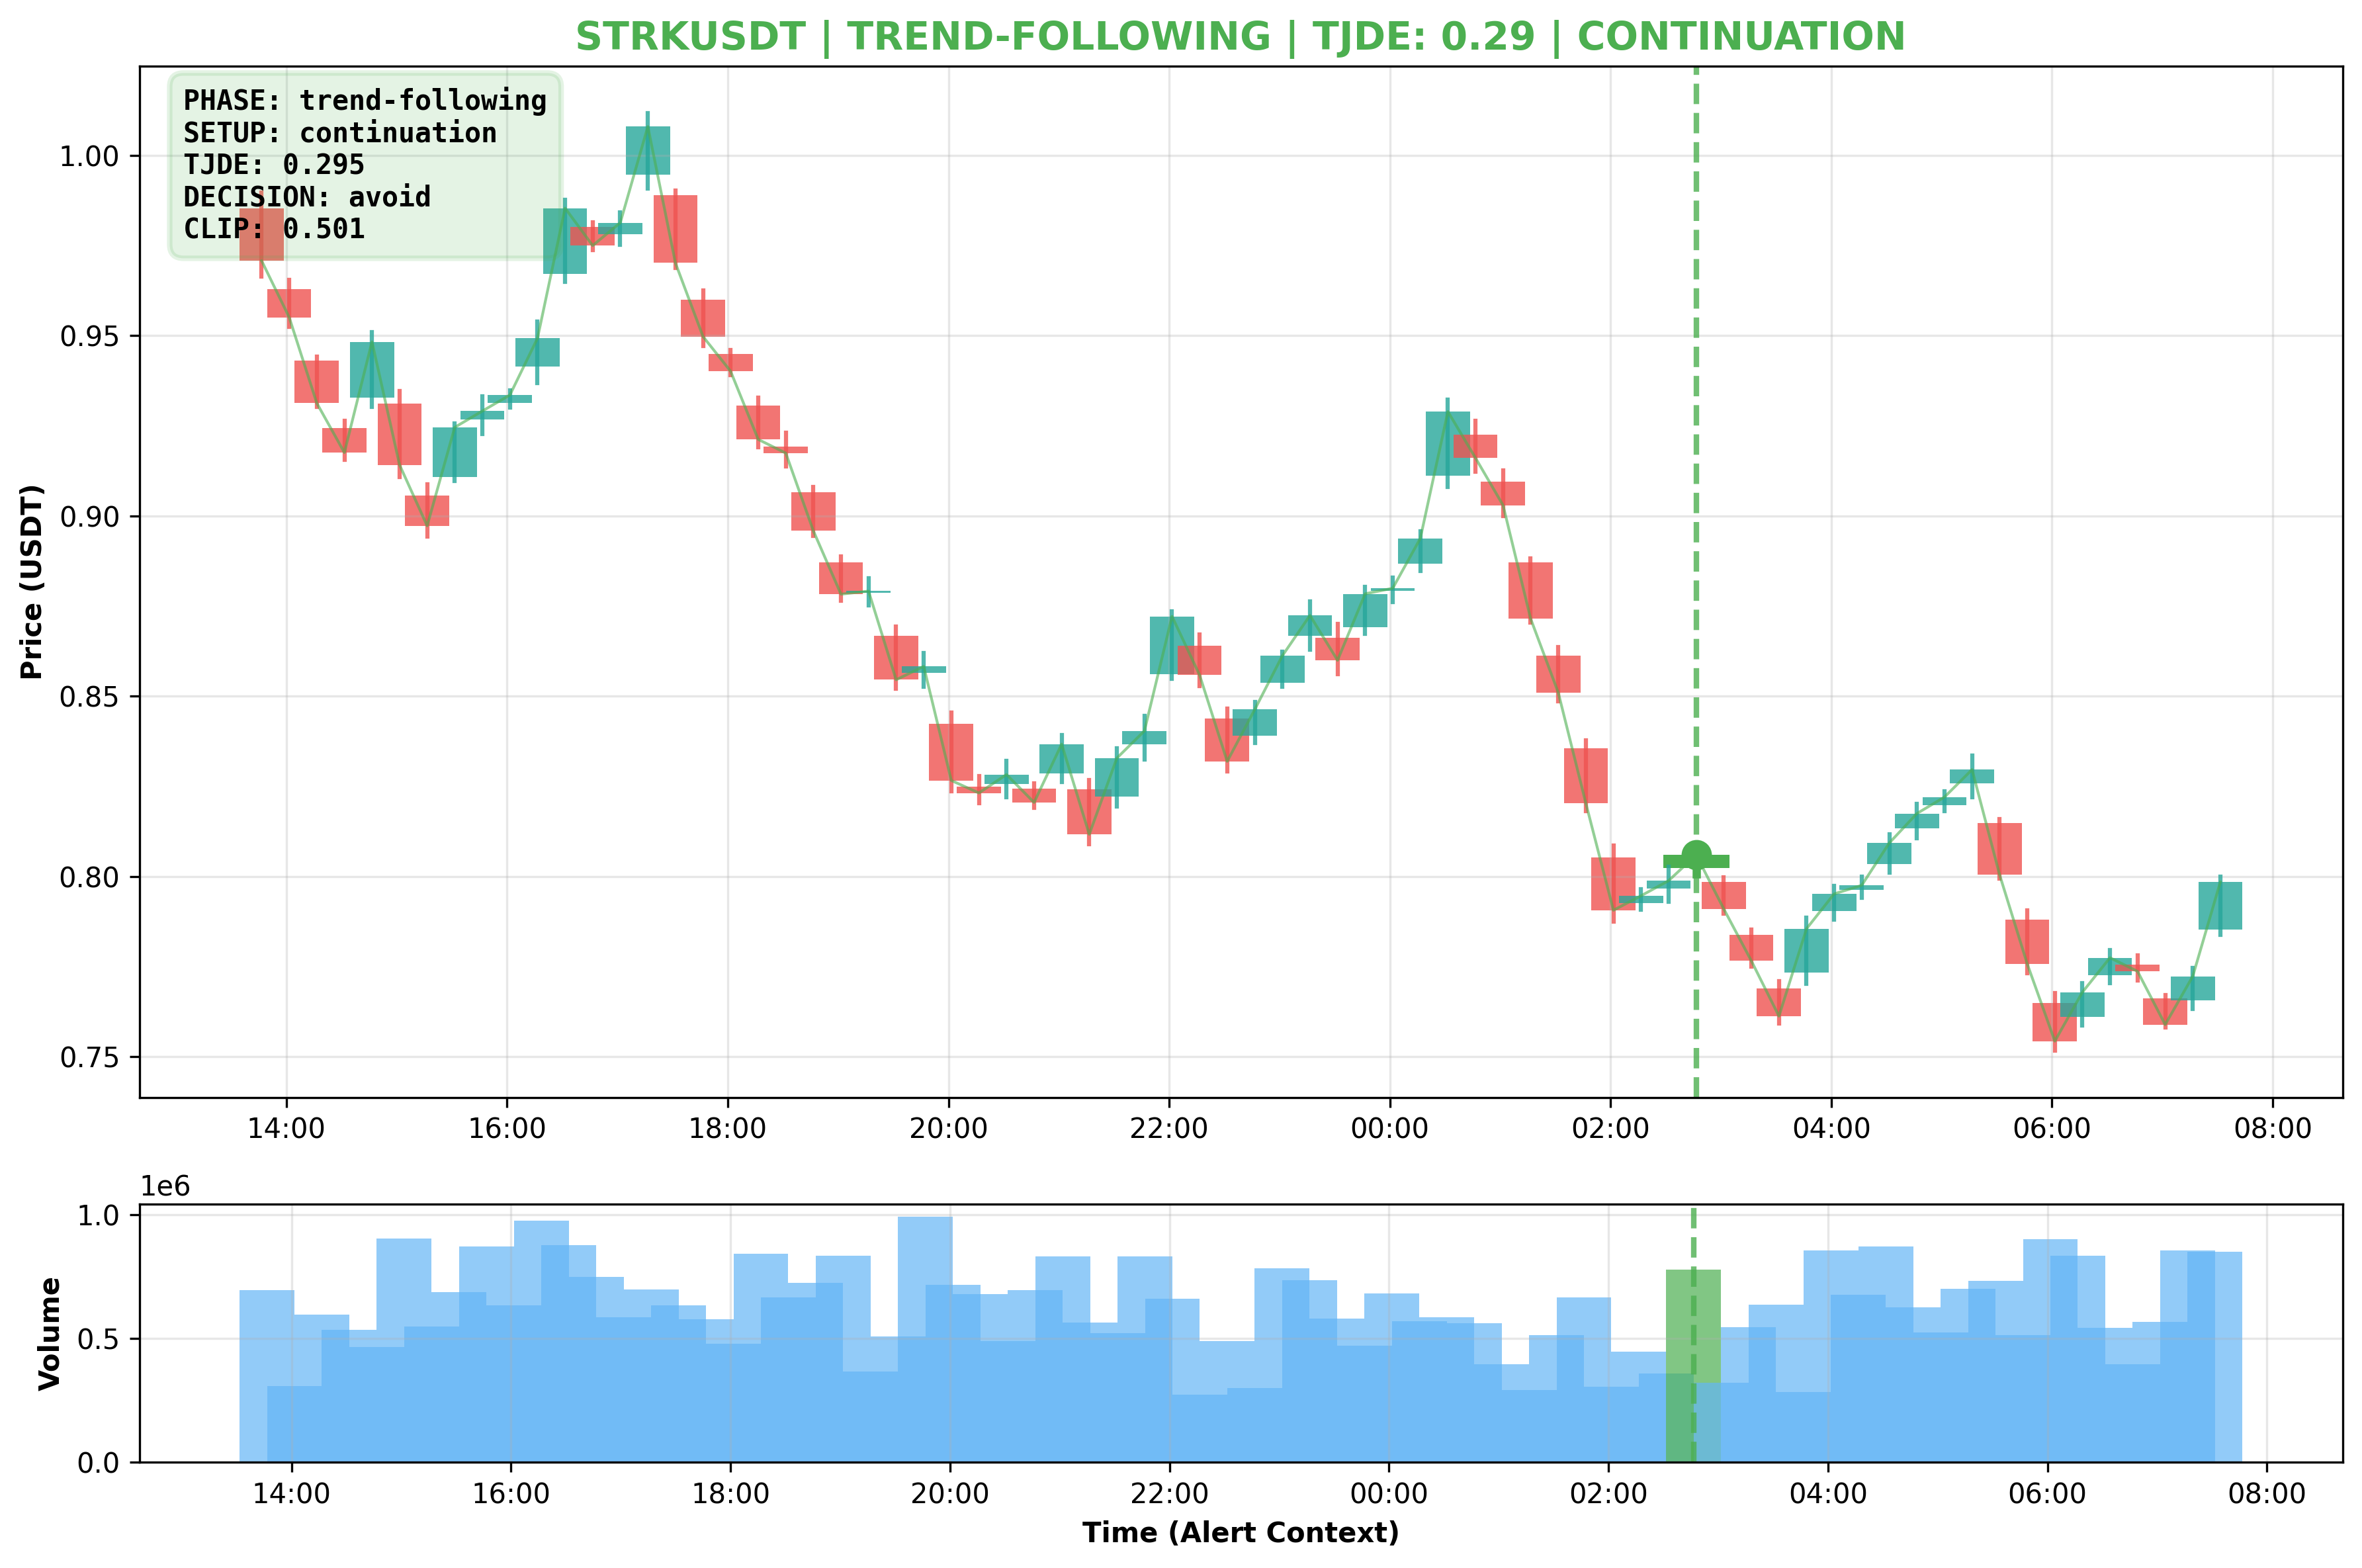 STRKUSDT | TREND-FOLLOWING | TJDE: 0.29 | CONTINUATION
PHASE: trend-following
SETUP: continuation
TJDE: 0.295
DECISION: avoid
CLIP: 0.501
Price (USDT)
1.00
0.95
0.90
0.85
0.80
0.75
14:00 16:00 18:00 20:00 22:00 00:00 02:00 04:00 06:00 08:00
1e6
Volume
1.0
0.5
0.0
14:00 16:00 18:00 20:00 22:00 00:00 02:00 04:00 06:00 08:00
Time (Alert Context)